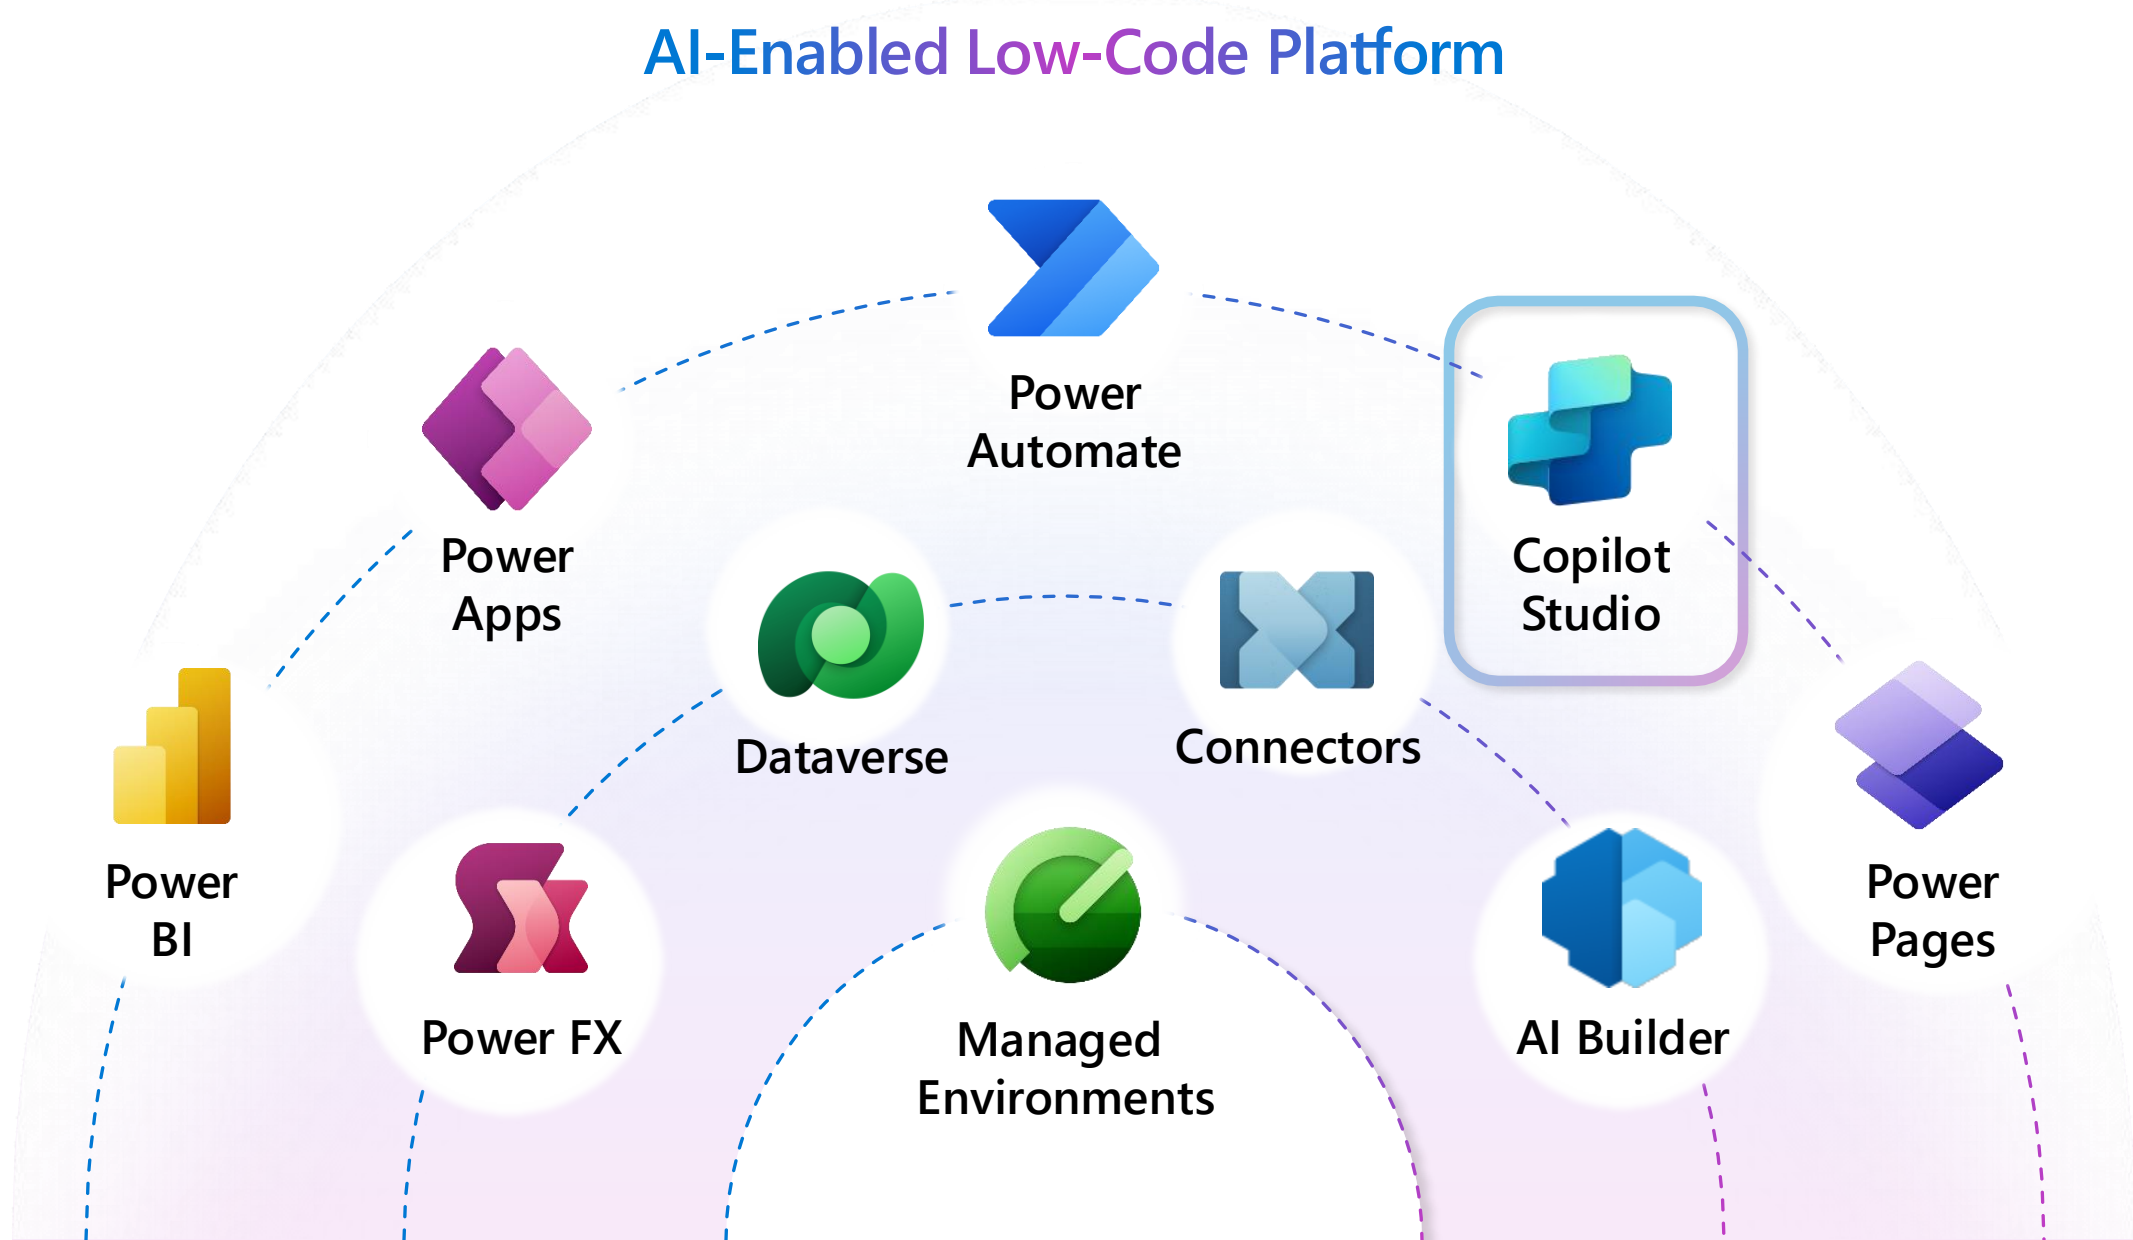 AI-Enabled Low-Code Platform
Power
Automate
Power
Apps
Copilot
Studio
Dataverse
Connectors
Power
BI
Power
Pages
Power FX
Managed
Environments
AI Builder